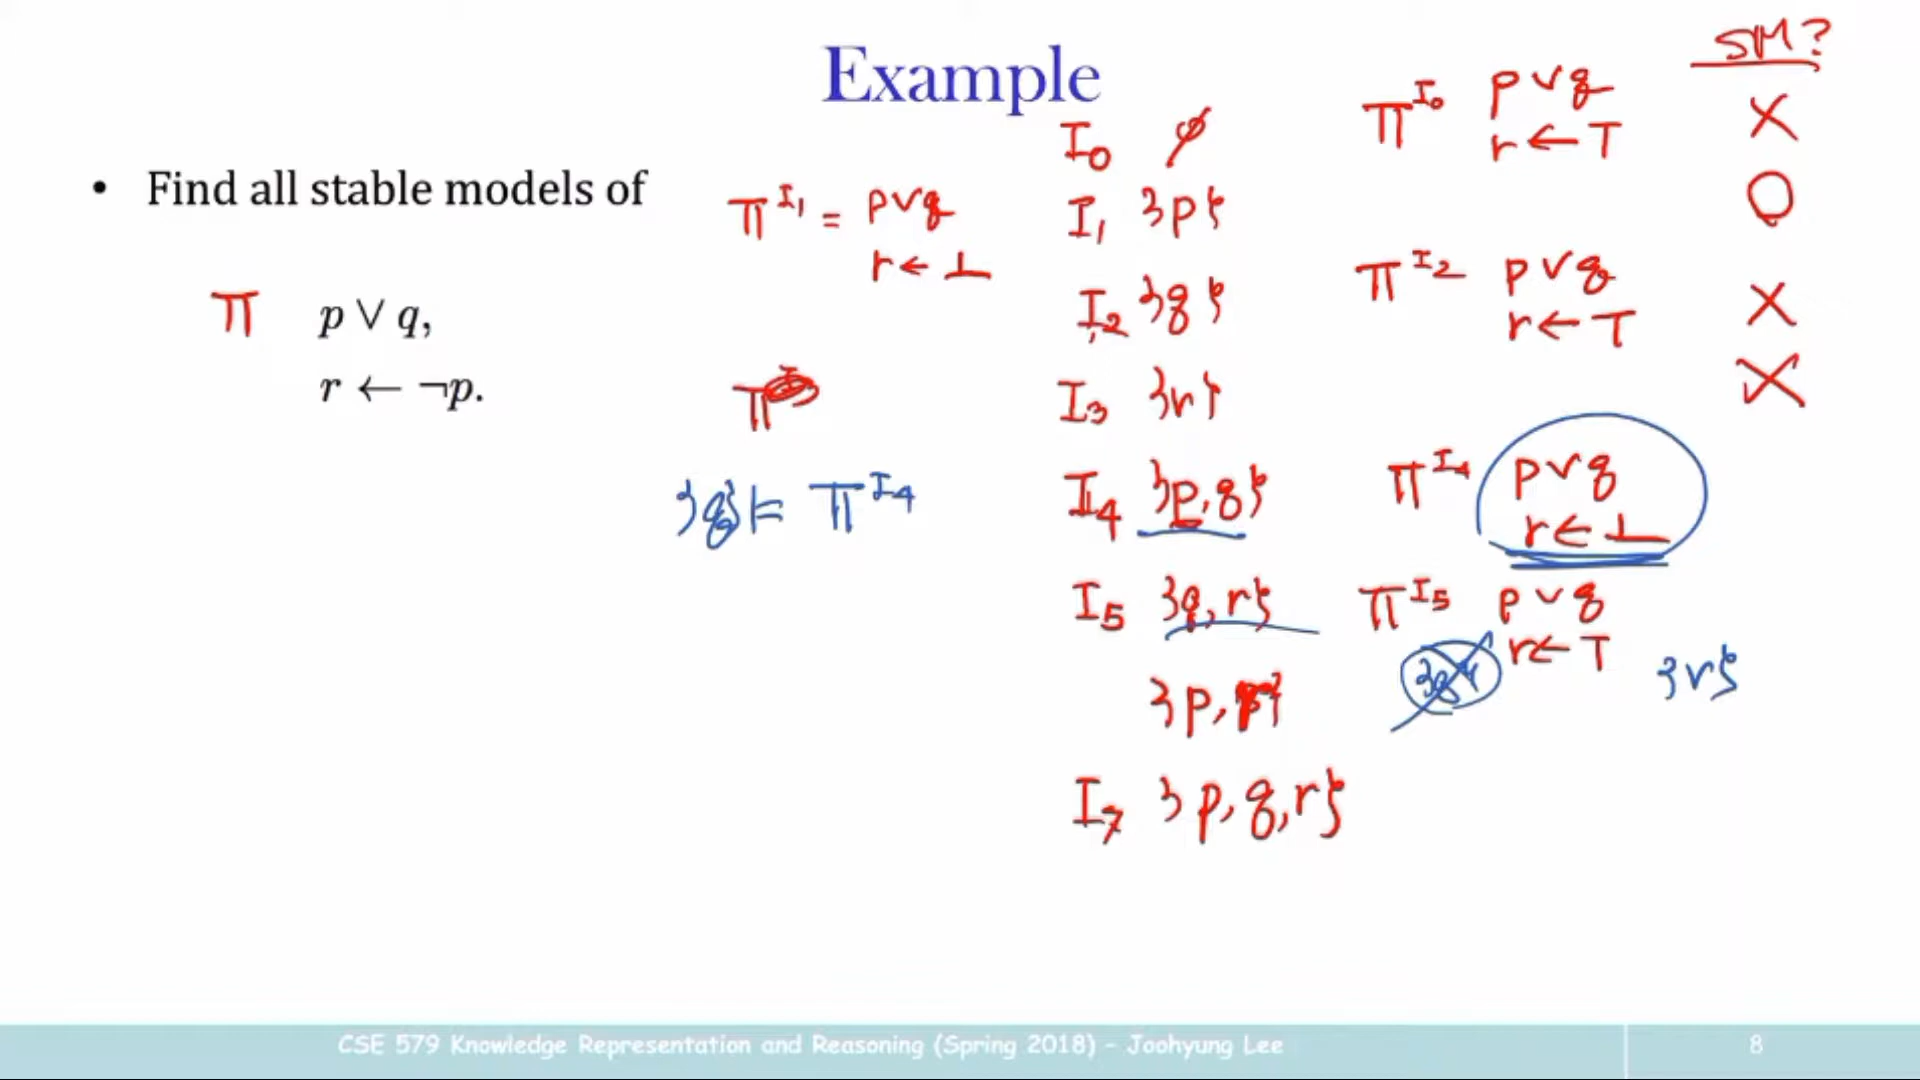 Example
SM?
I₀ ∅
Π^I₀ p ∨ q
r ← ⊤
X
• Find all stable models of
Π^I₁ = p ∨ q
r ← ⊥
I₁ {p}
O
Π p ∨ q,
r ← ¬p.
I₂ {q}
Π^I₂ p ∨ q
r ← ⊤
X
Π
I₃ {r}
X
{q} ⊨ Π^I₄
I₄ {p, q}
Π^I₄ p ∨ q
r ← ⊥
I₅ {q, r}
Π^I₅ p ∨ q
r ← ⊤
{q}
{r}
{p, r}
I₇ {p, q, r}
CSE 579 Knowledge Representation and Reasoning (Spring 2018) - Joohyung Lee
8